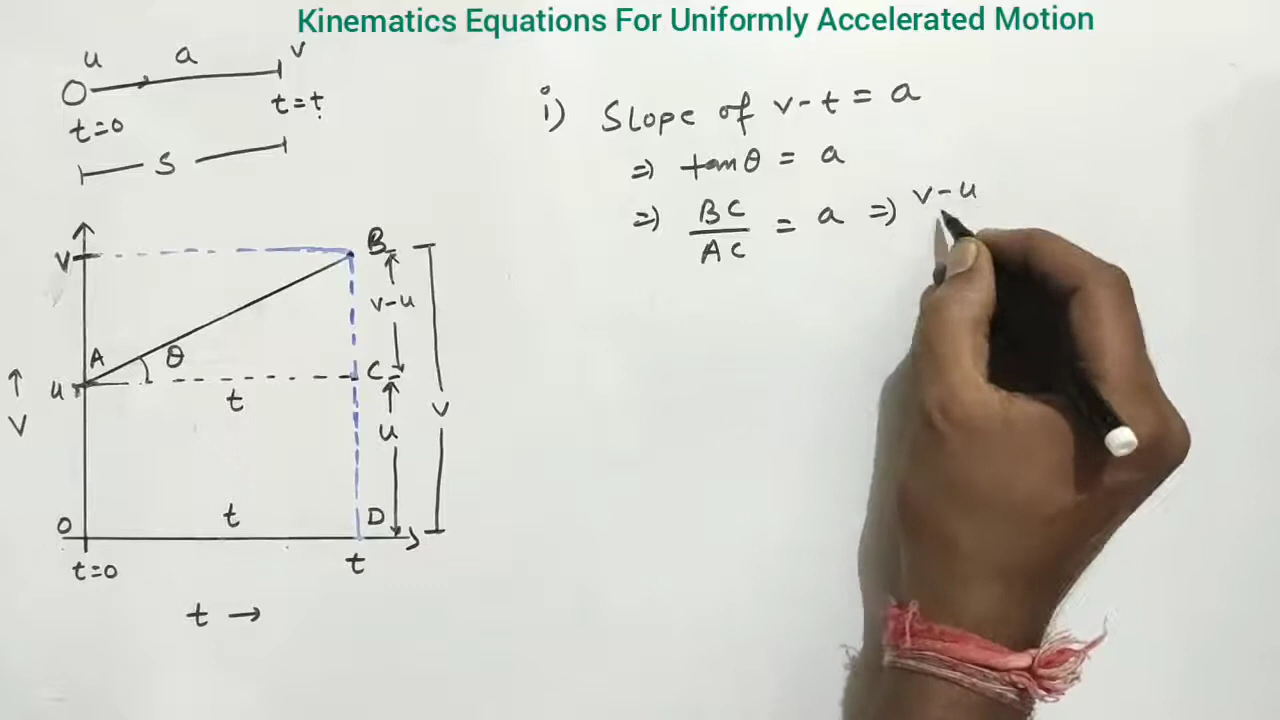 Kinematics Equations For Uniformly Accelerated Motion
u a v
t=0 t=t
S
i) Slope of v-t = a
=> tanθ = a
=> BC/AC = a => v-u
v B
v-u
A θ C
u t
v
u
↑
V
O t D
t=0 t
t →